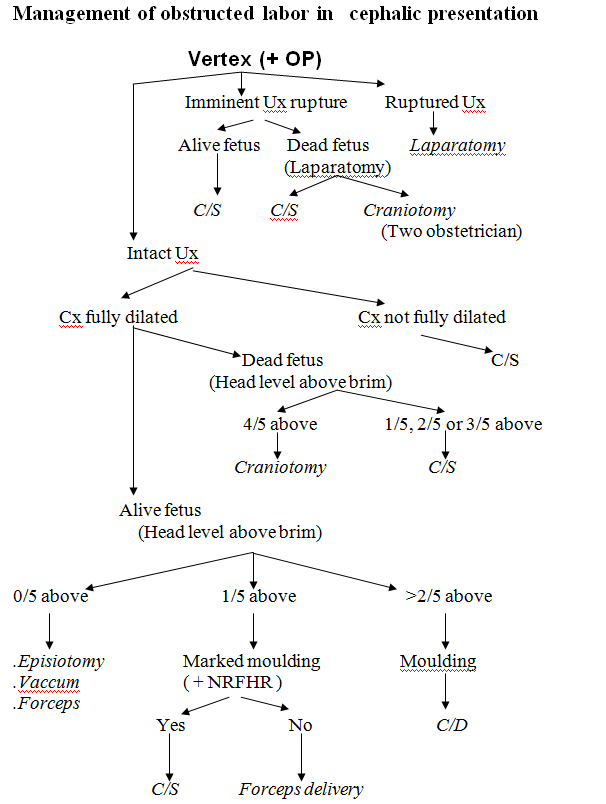 Management of obstructed labor in cephalic presentation
Vertex (+ OP)
Imminent Ux rupture
Ruptured Ux
Alive fetus
Dead fetus
(Laparatomy)
Laparatomy
C/S
C/S
Craniotomy
(Two obstetrician)
Intact Ux
Cx fully dilated
Cx not fully dilated
Dead fetus
(Head level above brim)
C/S
4/5 above
1/5, 2/5 or 3/5 above
Craniotomy
C/S
Alive fetus
(Head level above brim)
0/5 above
1/5 above
>2/5 above
.Episiotomy
.Vaccum
.Forceps
Marked moulding
(+NRFHR)
Moulding
Yes
No
C/D
C/S
Forceps delivery